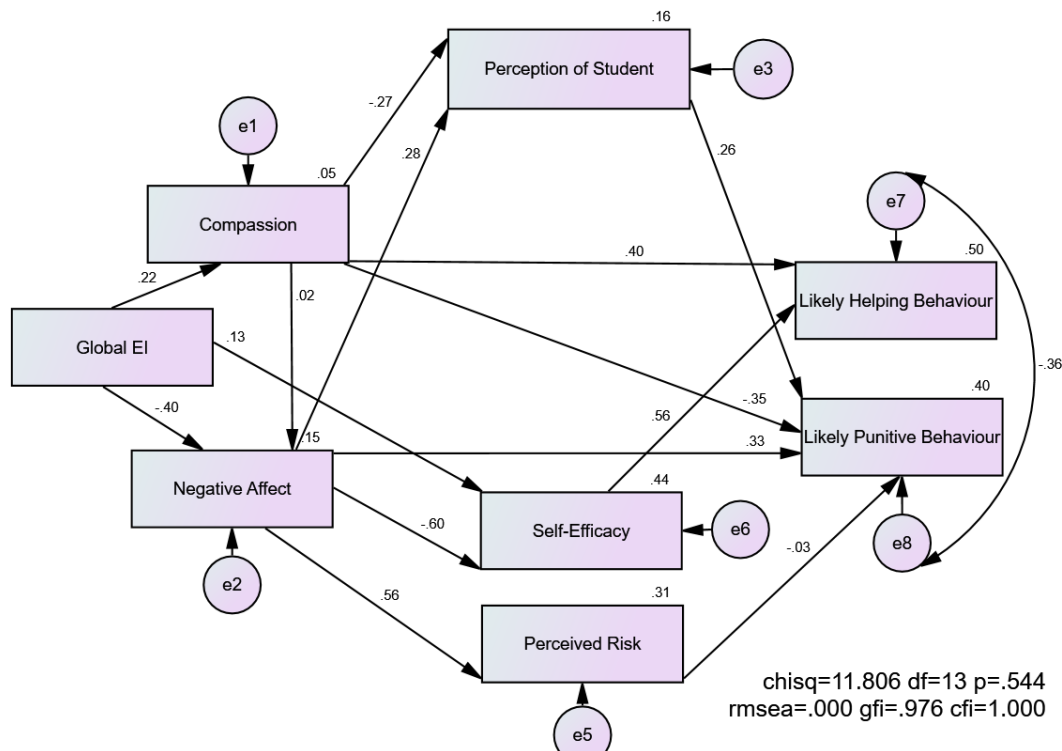 .16
Perception of Student
e3
-.27
e1
.28
.26
.05
Compassion
e7
.40
.50
.22
.02
Likely Helping Behaviour
Global EI
.13
-.36
.40
-.40
.56
-.35
.15
.33
Likely Punitive Behaviour
Negative Affect
.44
-.60
Self-Efficacy
e6
e8
-.03
e2
.56
.31
Perceived Risk
e5
chisq=11.806 df=13 p=.544
rmsea=.000 gfi=.976 cfi=1.000